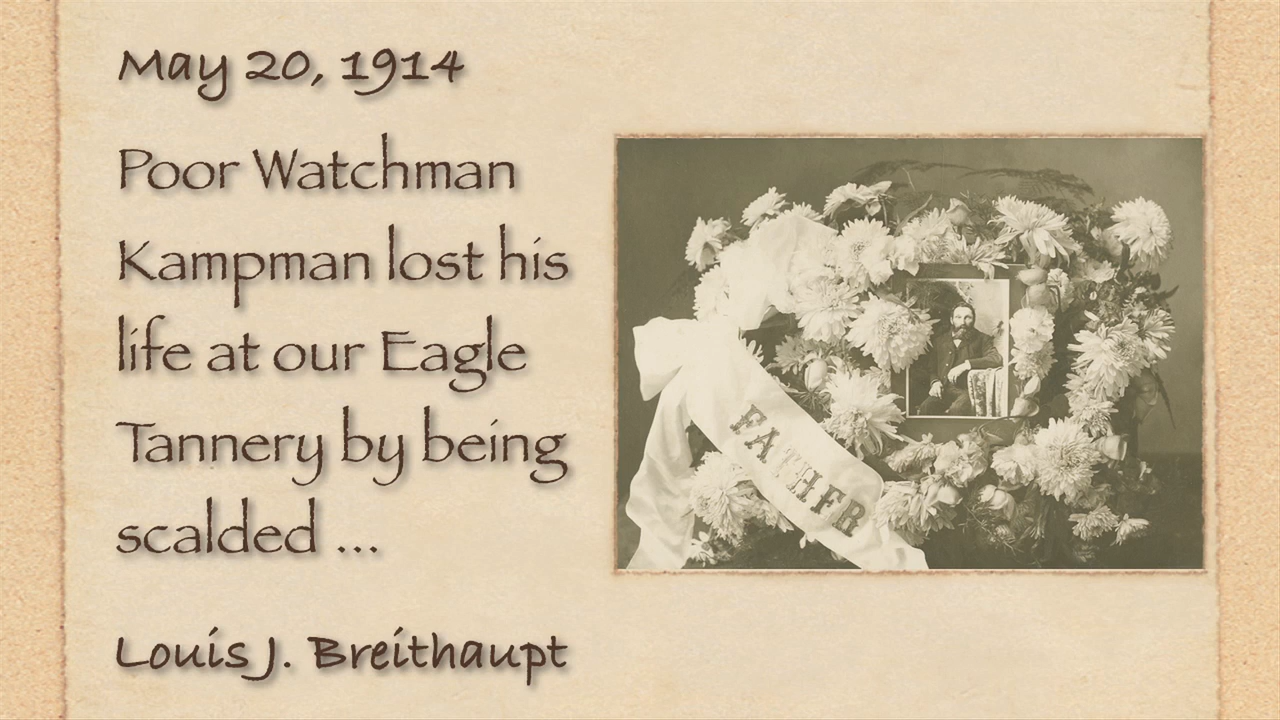 May 20, 1914
Poor Watchman
Kampman lost his
life at our Eagle
Tannery by being
scalded ...
Louis J. Breithaupt
FATHER